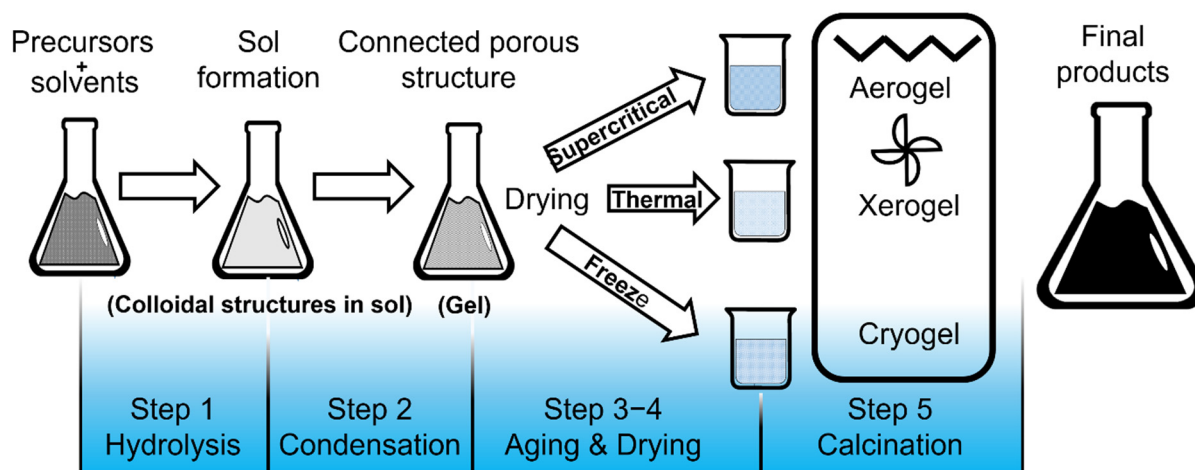 Precursors
+
solvents
Sol
formation
Connected porous
structure
Supercritical
Drying
Thermal
Freeze
Aerogel
Xerogel
Cryogel
Final
products
(Colloidal structures in sol)
(Gel)
Step 1
Hydrolysis
Step 2
Condensation
Step 3−4
Aging & Drying
Step 5
Calcination